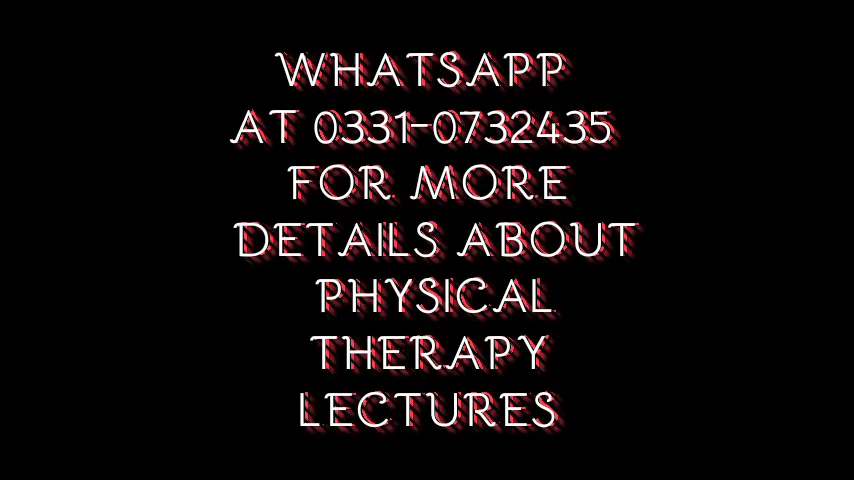 WHATSAPP
AT 0331-0732435
FOR MORE
DETAILS ABOUT
PHYSICAL
THERAPY
LECTURES